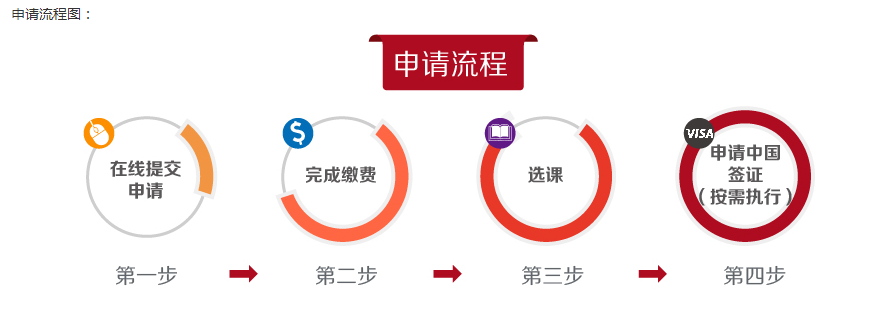 申请流程图：
申请流程
在线提交
申请
完成缴费
选课
VISA
申请中国
签证
（按需执行）
第一步
第二步
第三步
第四步